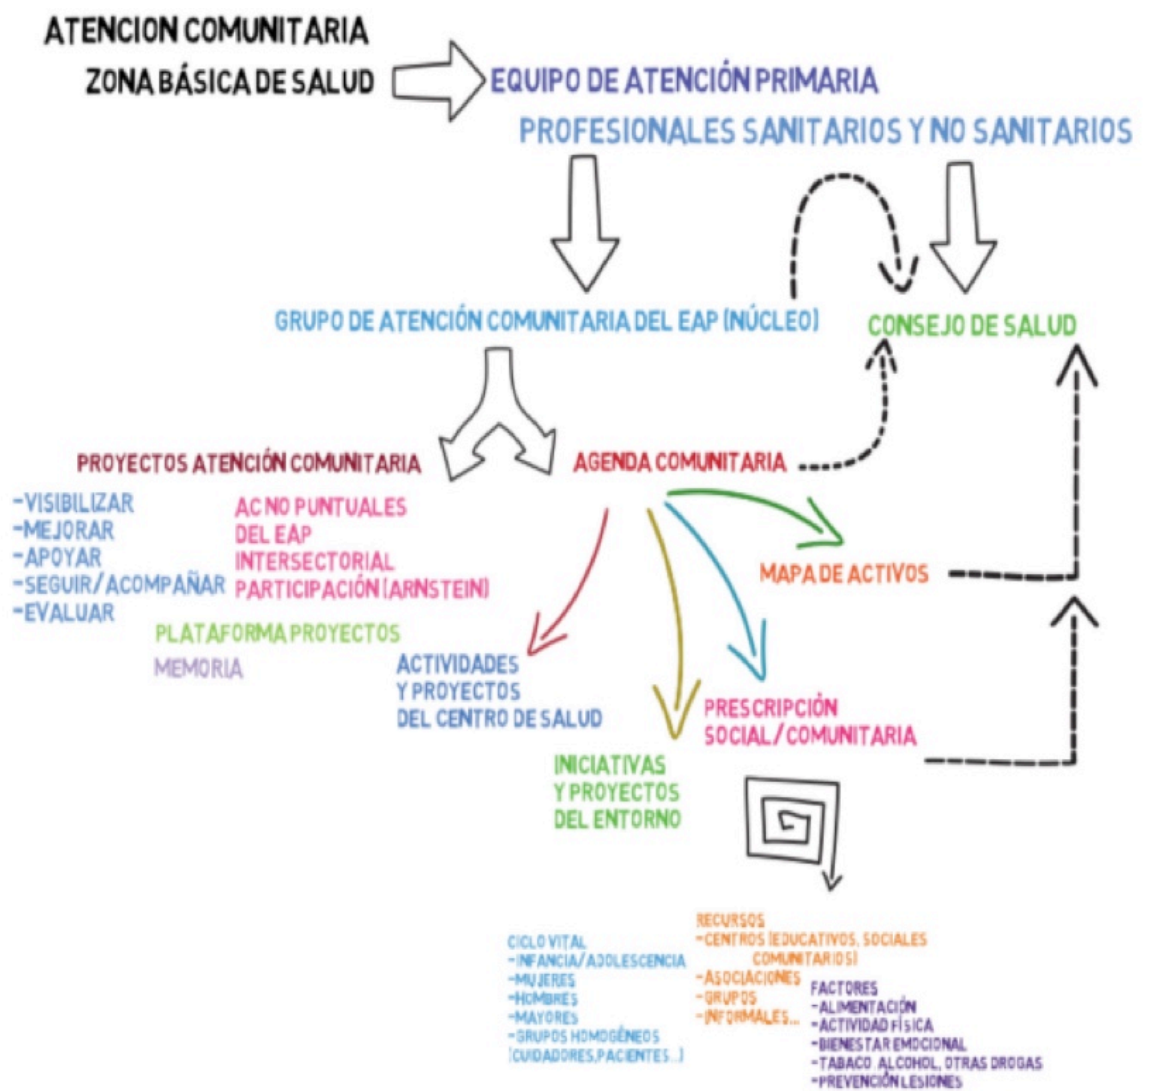 ATENCION COMUNITARIA
ZONA BÁSICA DE SALUD
EQUIPO DE ATENCIÓN PRIMARIA
PROFESIONALES SANITARIOS Y NO SANITARIOS
GRUPO DE ATENCIÓN COMUNITARIA DEL EAP (NÚCLEO)
CONSEJO DE SALUD
PROYECTOS ATENCIÓN COMUNITARIA
-VISIBILIZAR
-MEJORAR
-APOYAR
-SEGUIR/ACOMPAÑAR
-EVALUAR
AC NO PUNTUALES
DEL EAP
INTERSECTORIAL
PARTICIPACIÓN (ARNSTEIN)
PLATAFORMA PROYECTOS
MEMORIA
AGENDA COMUNITARIA
MAPA DE ACTIVOS
ACTIVIDADES
Y PROYECTOS
DEL CENTRO DE SALUD
PRESCRIPCIÓN
SOCIAL/COMUNITARIA
INICIATIVAS
Y PROYECTOS
DEL ENTORNO
CICLO VITAL
-INFANCIA/ADOLESCENCIA
-MUJERES
-HOMBRES
-MAYORES
-GRUPOS HOMOGÉNEOS
(CUIDADORES,PACIENTES...)
RECURSOS
-CENTROS (EDUCATIVOS, SOCIALES
COMUNITARIOS)
-ASOCIACIONES
-GRUPOS
-INFORMALES...
FACTORES
-ALIMENTACIÓN
-ACTIVIDAD FÍSICA
-BIENESTAR EMOCIONAL
-TABACO, ALCOHOL, OTRAS DROGAS
-PREVENCIÓN LESIONES